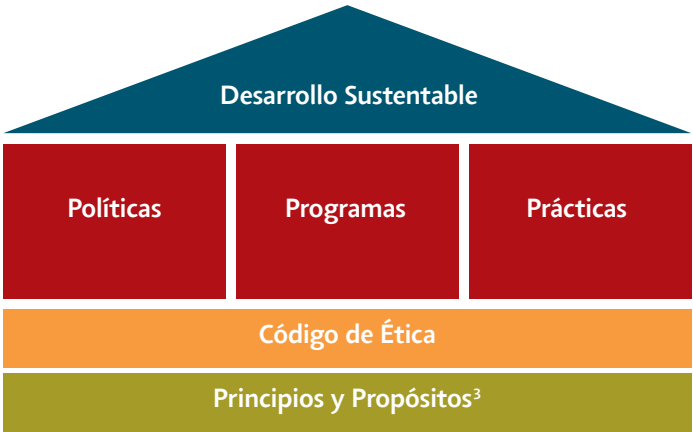 Desarrollo Sustentable
Políticas
Programas
Prácticas
Código de Ética
Principios y Propósitos³